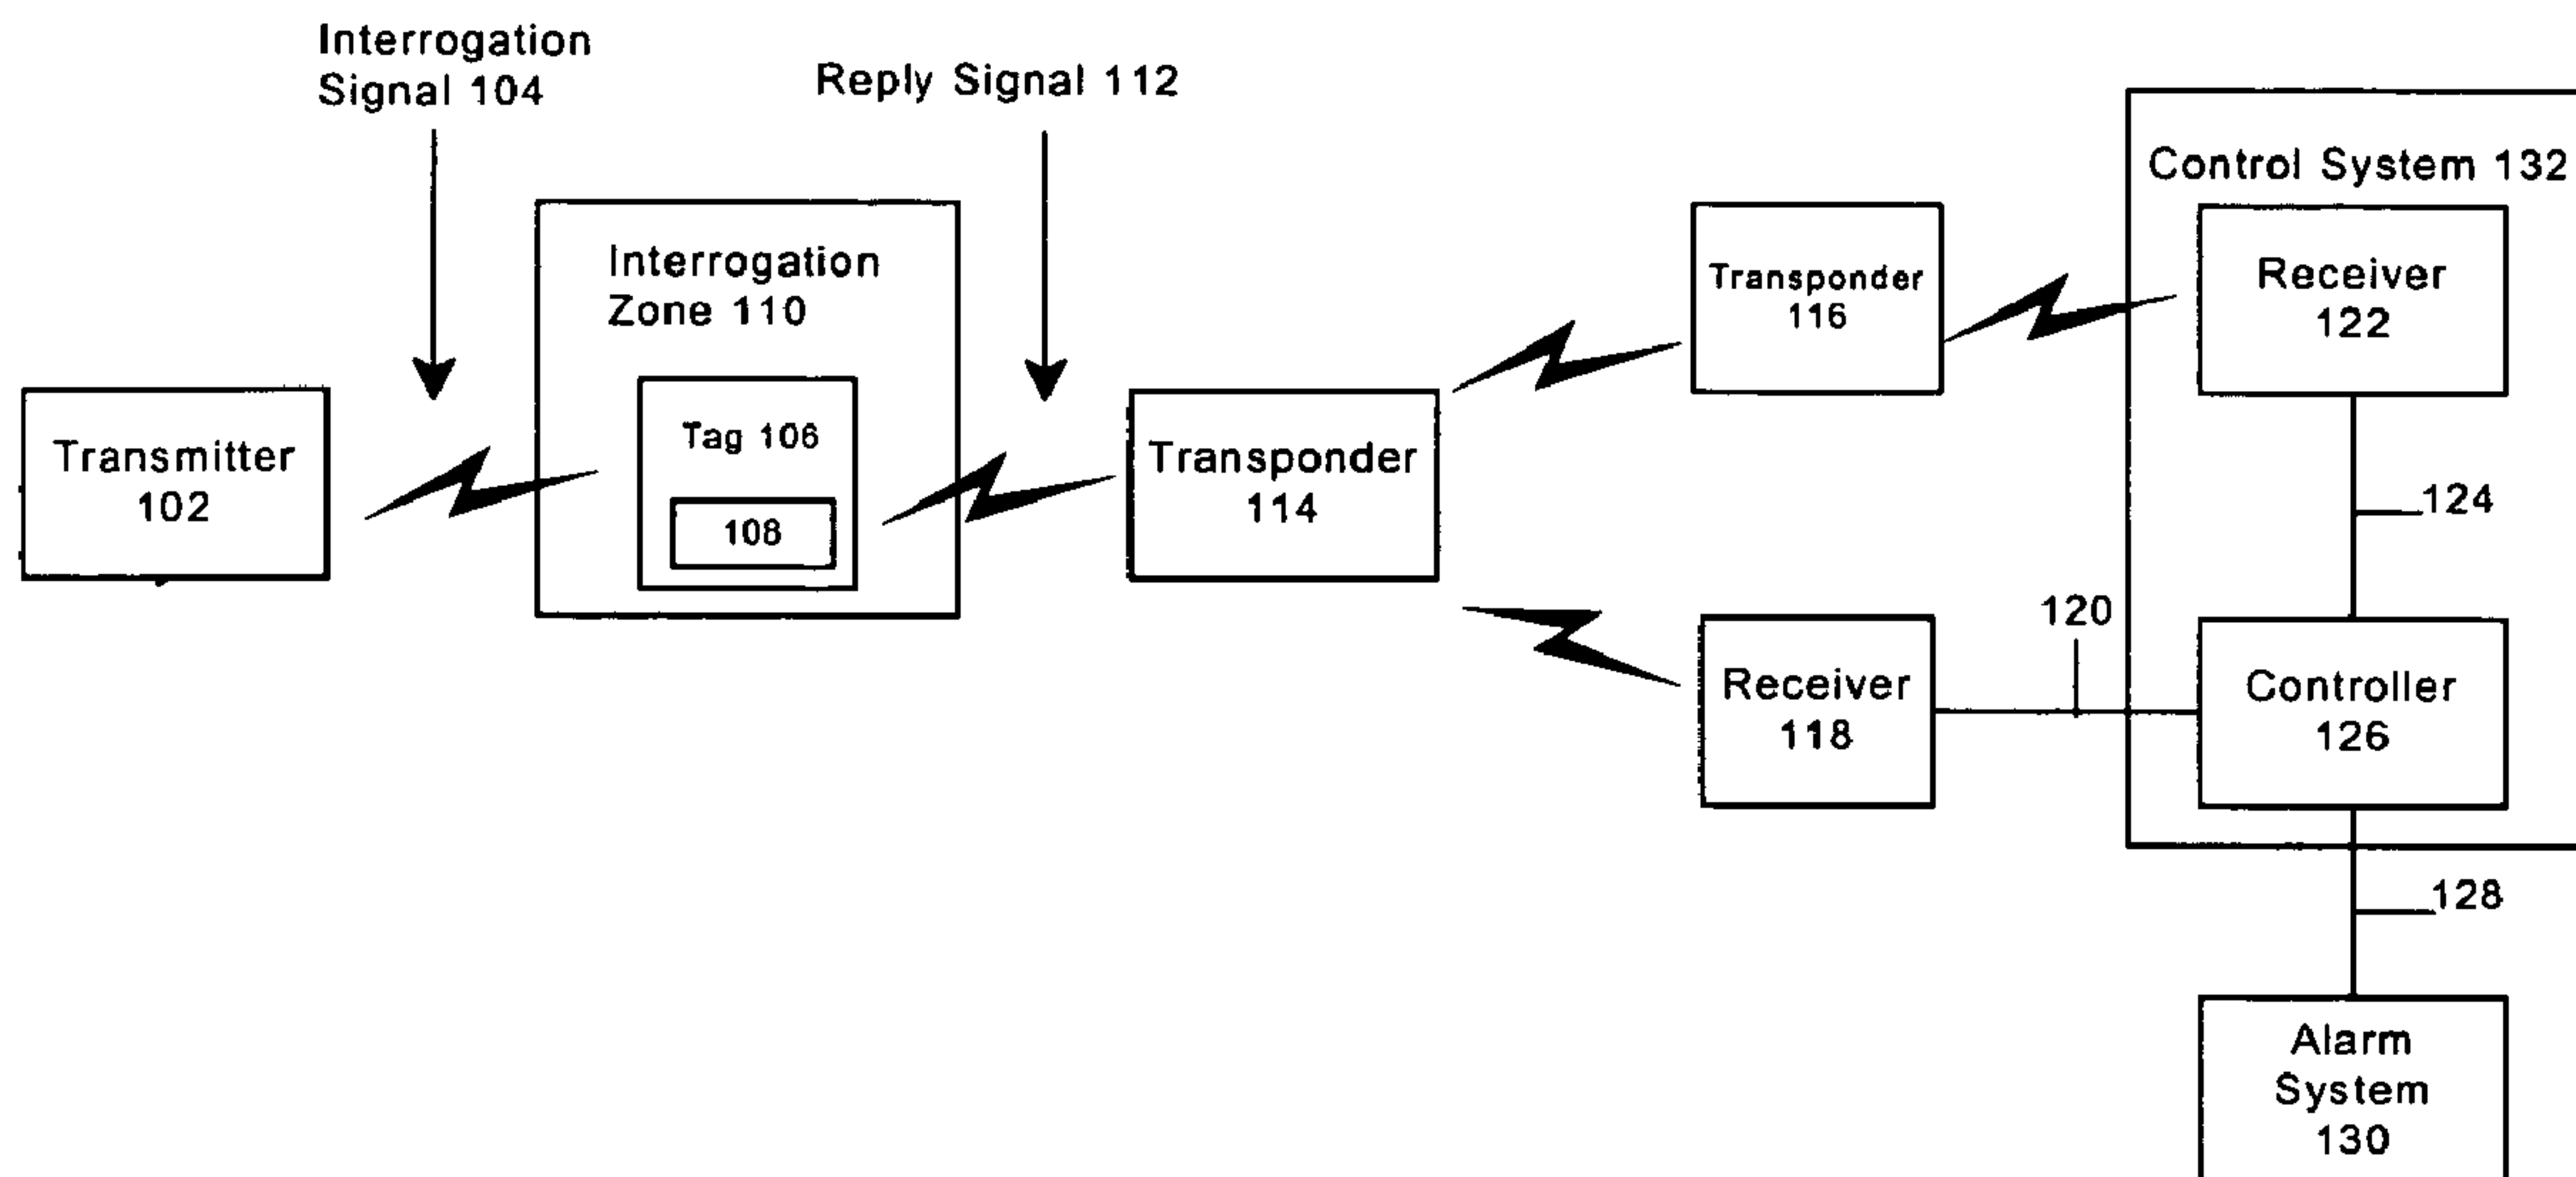 Interrogation
Signal 104
Reply Signal 112
Control System 132
Interrogation
Zone 110
Transponder
116
Receiver
122
Transmitter
102
Tag 106
108
Transponder
114
124
120
Receiver
118
Controller
126
128
Alarm
System
130